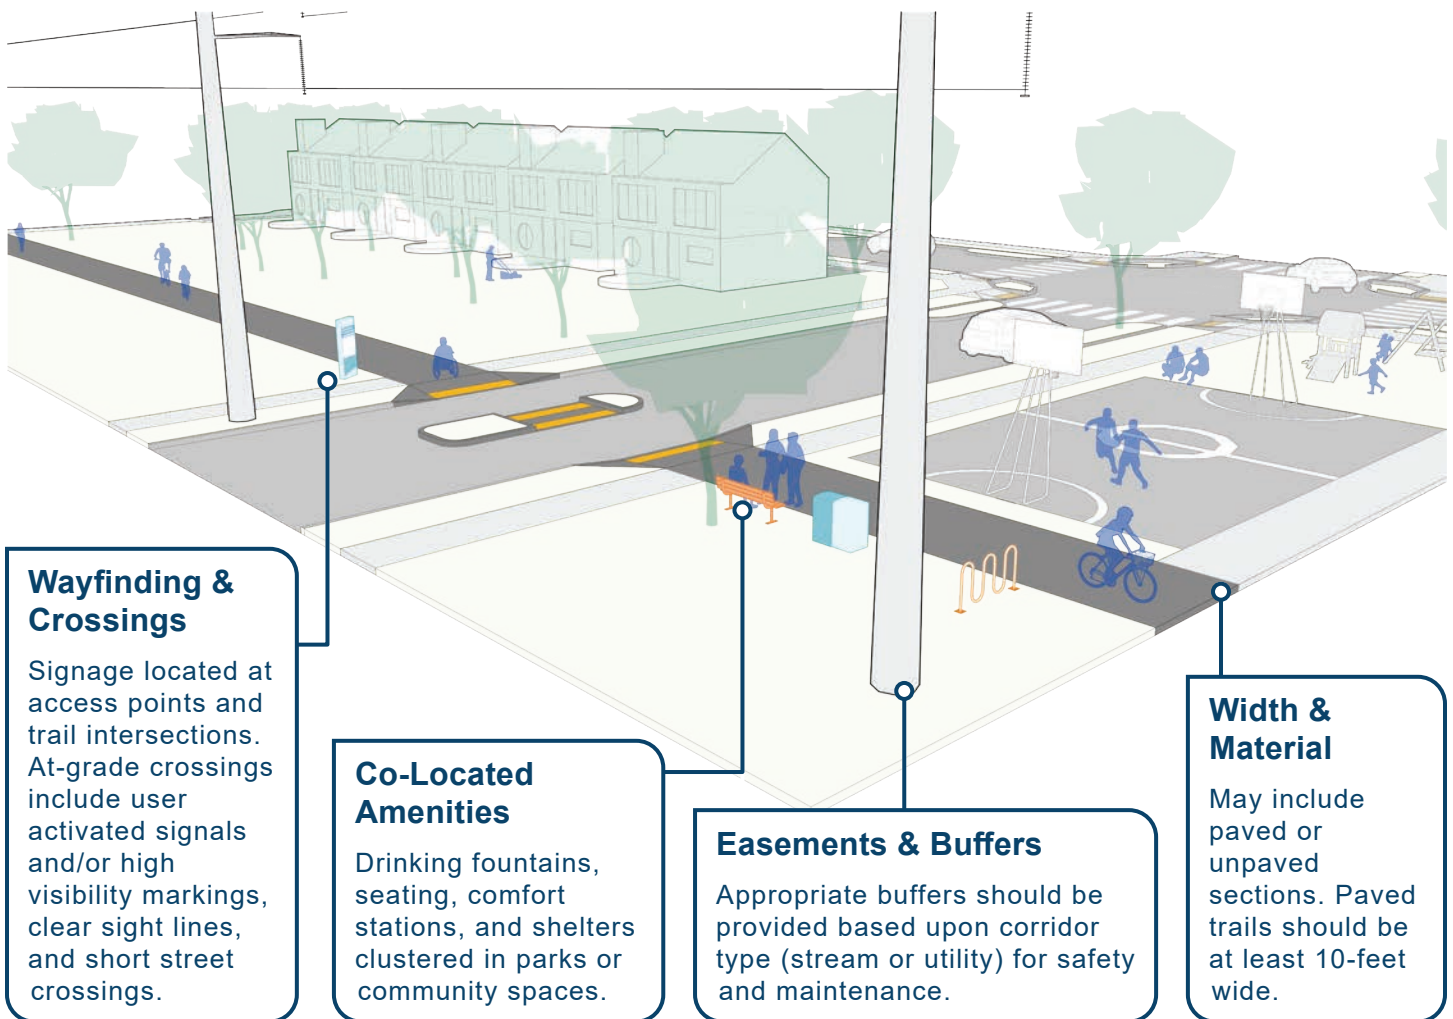 Wayfinding &
Crossings
Signage located at
access points and
trail intersections.
At-grade crossings
include user
activated signals
and/or high
visibility markings,
clear sight lines,
and short street
crossings.
Co-Located
Amenities
Drinking fountains,
seating, comfort
stations, and shelters
clustered in parks or
community spaces.
Easements & Buffers
Appropriate buffers should be
provided based upon corridor
type (stream or utility) for safety
and maintenance.
Width &
Material
May include
paved or
unpaved
sections. Paved
trails should be
at least 10-feet
wide.